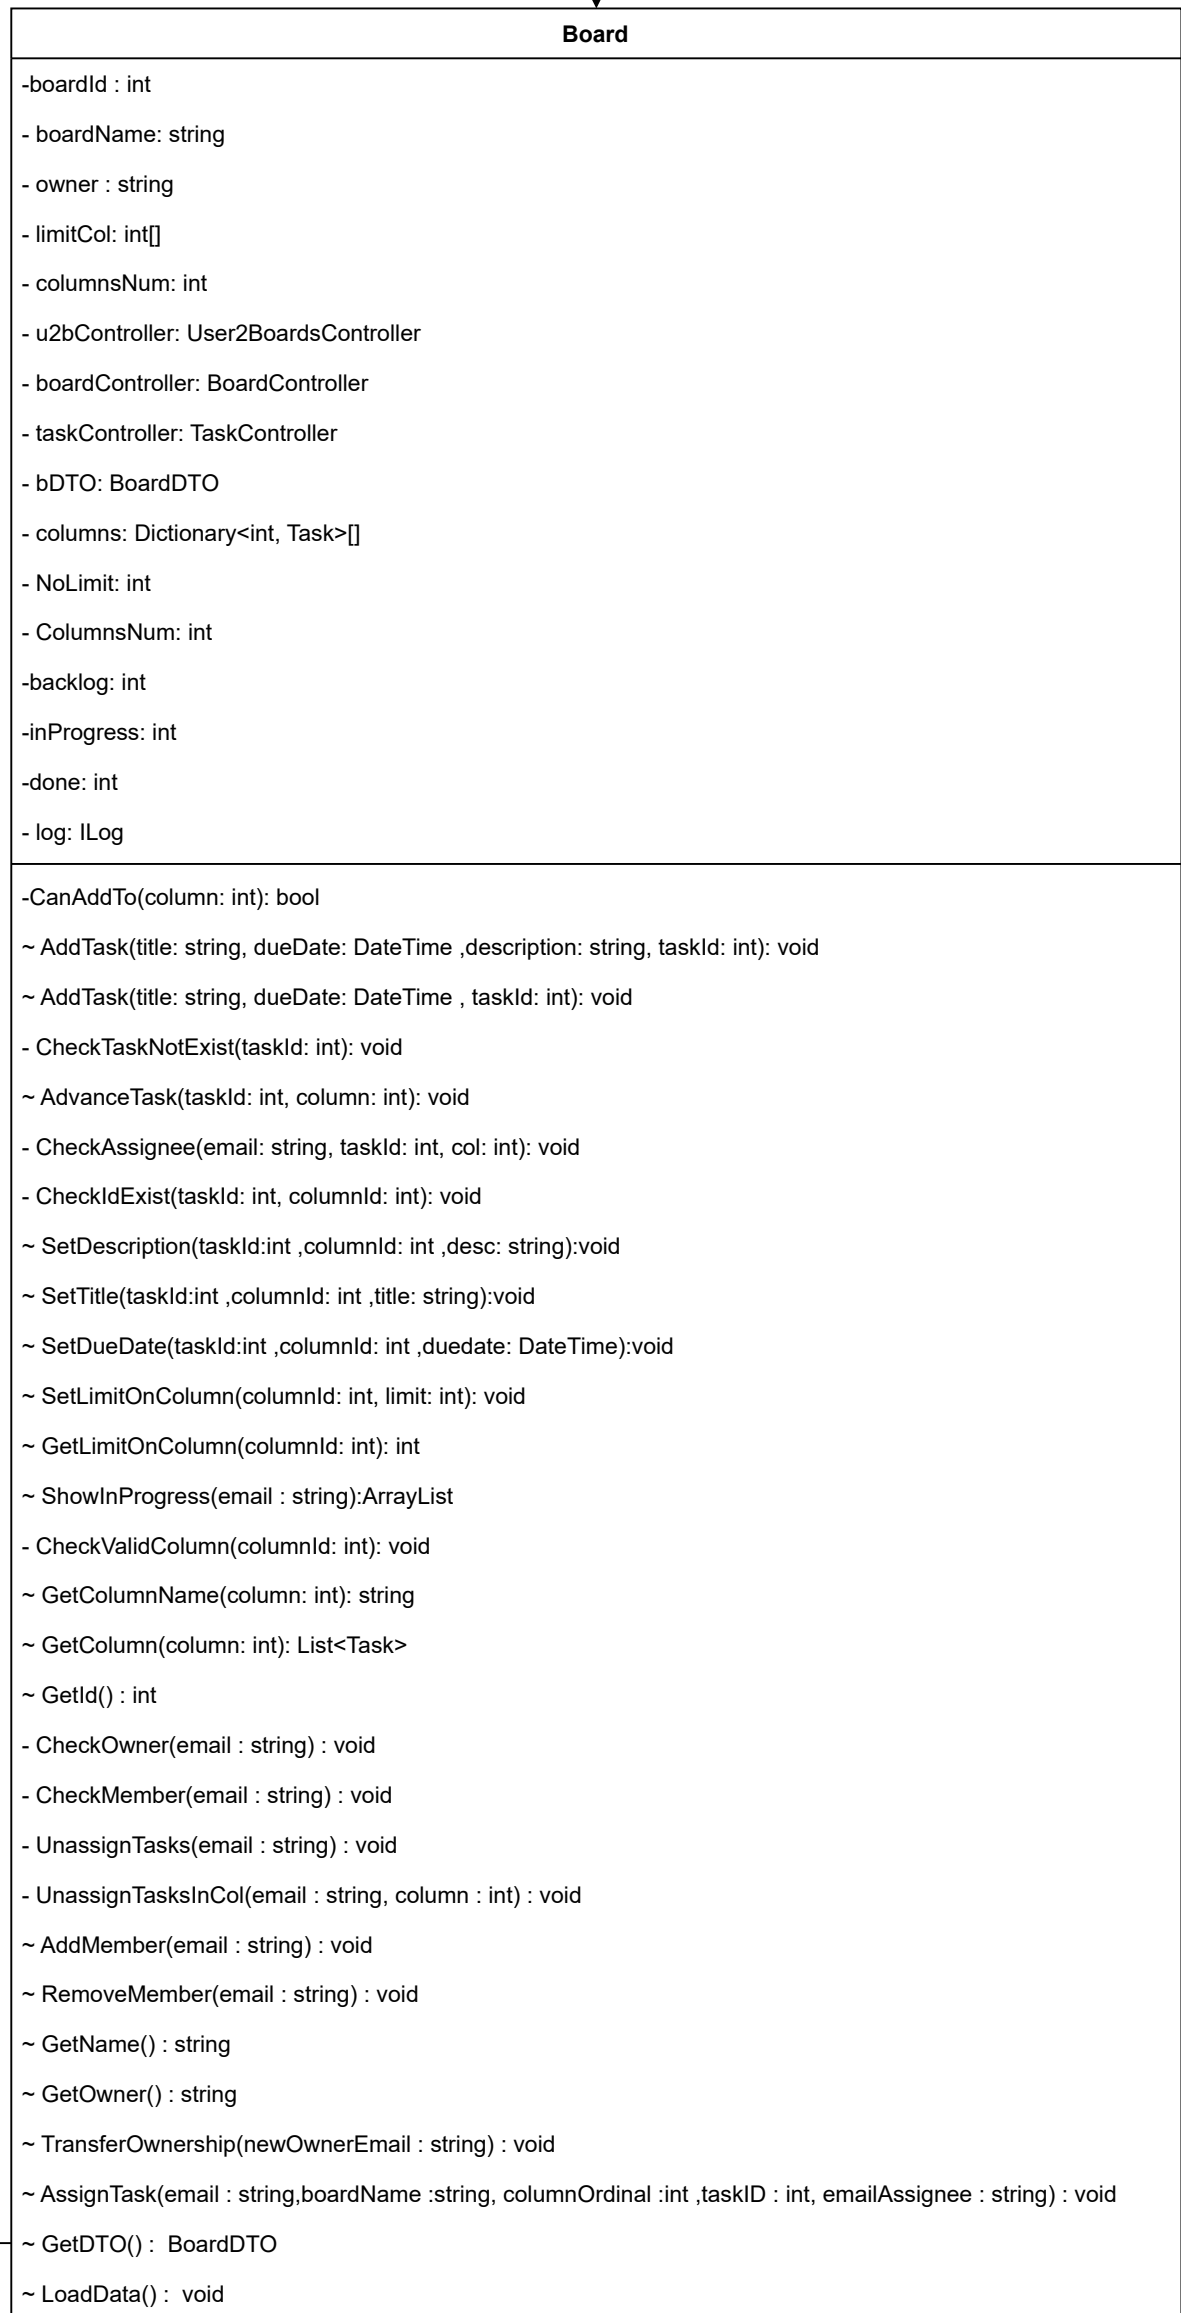 Board
-boardId : int
- boardName: string
- owner : string
- limitCol: int[]
- columnsNum: int
- u2bController: User2BoardsController
- boardController: BoardController
- taskController: TaskController
- bDTO: BoardDTO
- columns: Dictionary<int, Task>[]
- NoLimit: int
- ColumnsNum: int
-backlog: int
-inProgress: int
-done: int
- log: ILog
-CanAddTo(column: int): bool
~ AddTask(title: string, dueDate: DateTime ,description: string, taskId: int): void
~ AddTask(title: string, dueDate: DateTime , taskId: int): void
- CheckTaskNotExist(taskId: int): void
~ AdvanceTask(taskId: int, column: int): void
- CheckAssignee(email: string, taskId: int, col: int): void
- CheckIdExist(taskId: int, columnId: int): void
~ SetDescription(taskId:int ,columnId: int ,desc: string):void
~ SetTitle(taskId:int ,columnId: int ,title: string):void
~ SetDueDate(taskId:int ,columnId: int ,duedate: DateTime):void
~ SetLimitOnColumn(columnId: int, limit: int): void
~ GetLimitOnColumn(columnId: int): int
~ ShowInProgress(email : string):ArrayList
- CheckValidColumn(columnId: int): void
~ GetColumnName(column: int): string
~ GetColumn(column: int): List<Task>
~ GetId() : int
- CheckOwner(email : string) : void
- CheckMember(email : string) : void
- UnassignTasks(email : string) : void
- UnassignTasksInCol(email : string, column : int) : void
~ AddMember(email : string) : void
~ RemoveMember(email : string) : void
~ GetName() : string
~ GetOwner() : string
~ TransferOwnership(newOwnerEmail : string) : void
~ AssignTask(email : string,boardName :string, columnOrdinal :int ,taskID : int, emailAssignee : string) : void
~ GetDTO() :  BoardDTO
~ LoadData() :  void